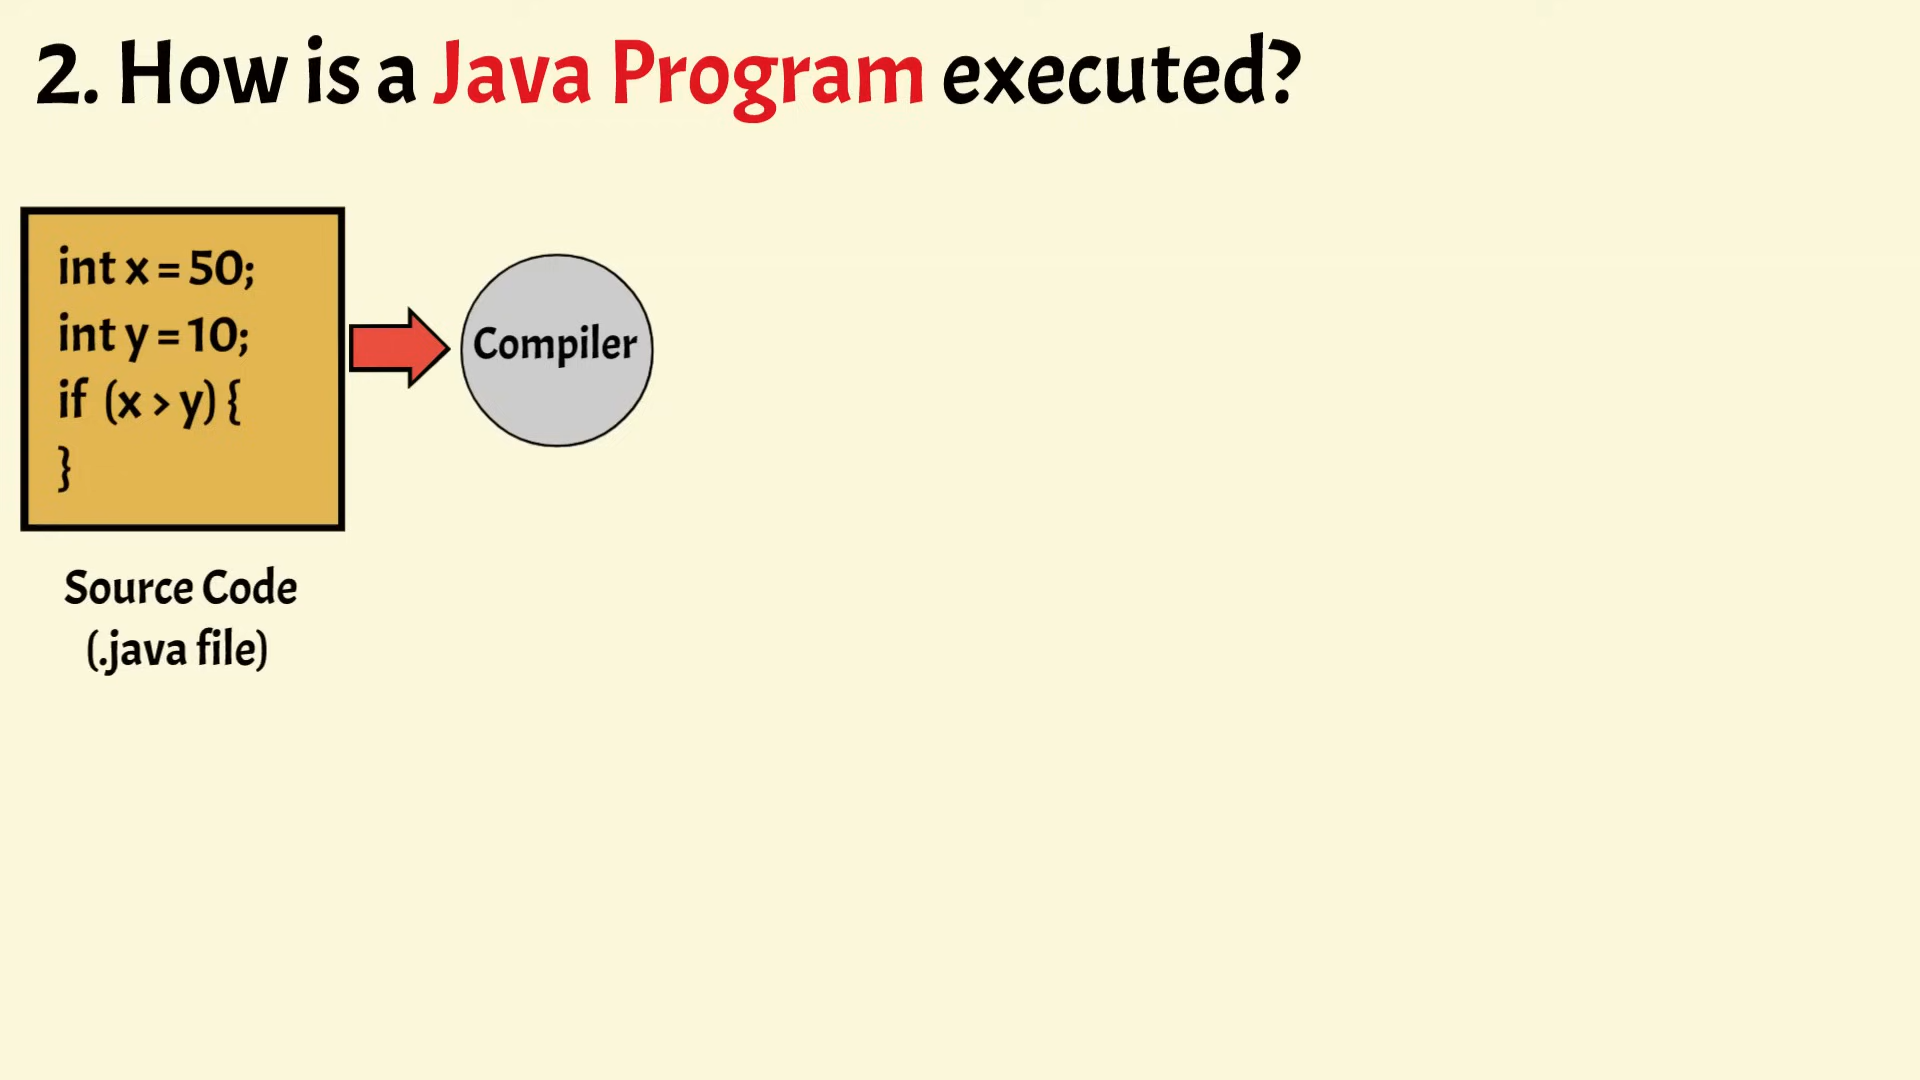 2. How is a Java Program executed?
int x = 50;
int y = 10;
if (x > y) {
}
Compiler
Source Code
(.java file)